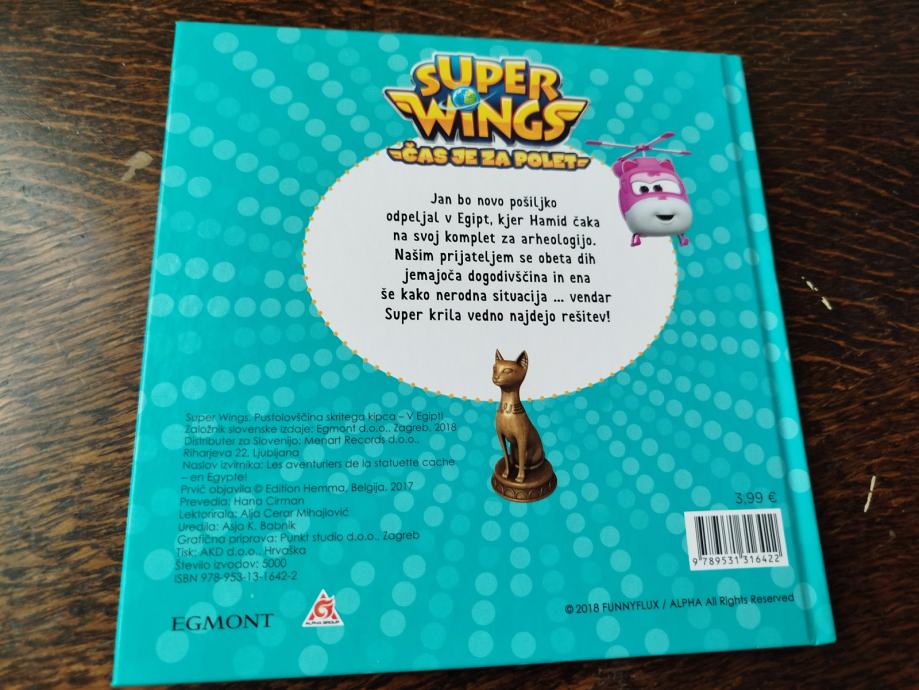 SUPER
WINGS
ČAS JE ZA POLET
Jan bo novo pošiljko
odpeljal v Egipt, kjer Hamid čaka
na svoj komplet za arheologijo.
Našim prijateljem se obeta dih
jemajoča dogodivščina in ena
še kako nerodna situacija ... vendar
Super krila vedno najdejo rešitev!
Super Wings. Pustolovščina skritega kipca – V Egipt!
Založnik slovenske izdaje: Egmont d.o.o., Zagreb, 2018
Distributer za Slovenijo: Menart Records d.o.o.,
Riharjeva 22, Ljubljana
Naslov izvirnika: Les aventuriers de la statuette cache
– en Egypte!
Prvič objavila © Edition Hemma, Belgija, 2017
Prevedla: Hana Cirman
Lektorirala: Alja Cerar Mihajlović
Uredila: Asja K. Babnik
Grafična priprava: Punkt studio d.o.o., Zagreb
Tisk: AKD d.o.o., Hrvaška
Število izvodov: 5000
ISBN 978-953-13-1642-2
3,99 €
9 789531 316422
EGMONT
ALPHA GROUP
© 2018 FUNNYFLUX / ALPHA All Rights Reserved